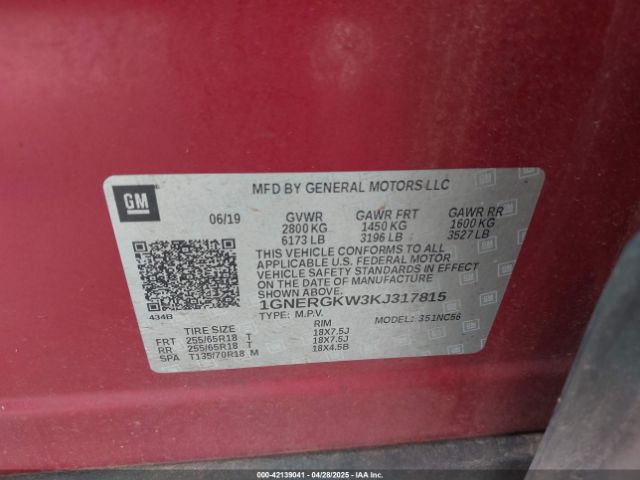 GM
MFD BY GENERAL MOTORS LLC
06/19 GVWR GAWR FRT GAWR RR
2800 KG 1450 KG 1600 KG
6173 LB 3196 LB 3527 LB
THIS VEHICLE CONFORMS TO ALL
APPLICABLE U.S. FEDERAL MOTOR
VEHICLE SAFETY STANDARDS IN EFFECT
ON THE DATE OF MANUFACTURE
SHOWN ABOVE.
1GNERGKW3KJ317815
434B
TYPE: M.P.V. MODEL: 351NC56
TIRE SIZE RIM
FRT 255/65R18 T 18X7.5J
RR 255/65R18 T 18X7.5J
SPA T135/70R18 M 18X4.5B
000-42139041 - 04/28/2025 - IAAI.COM